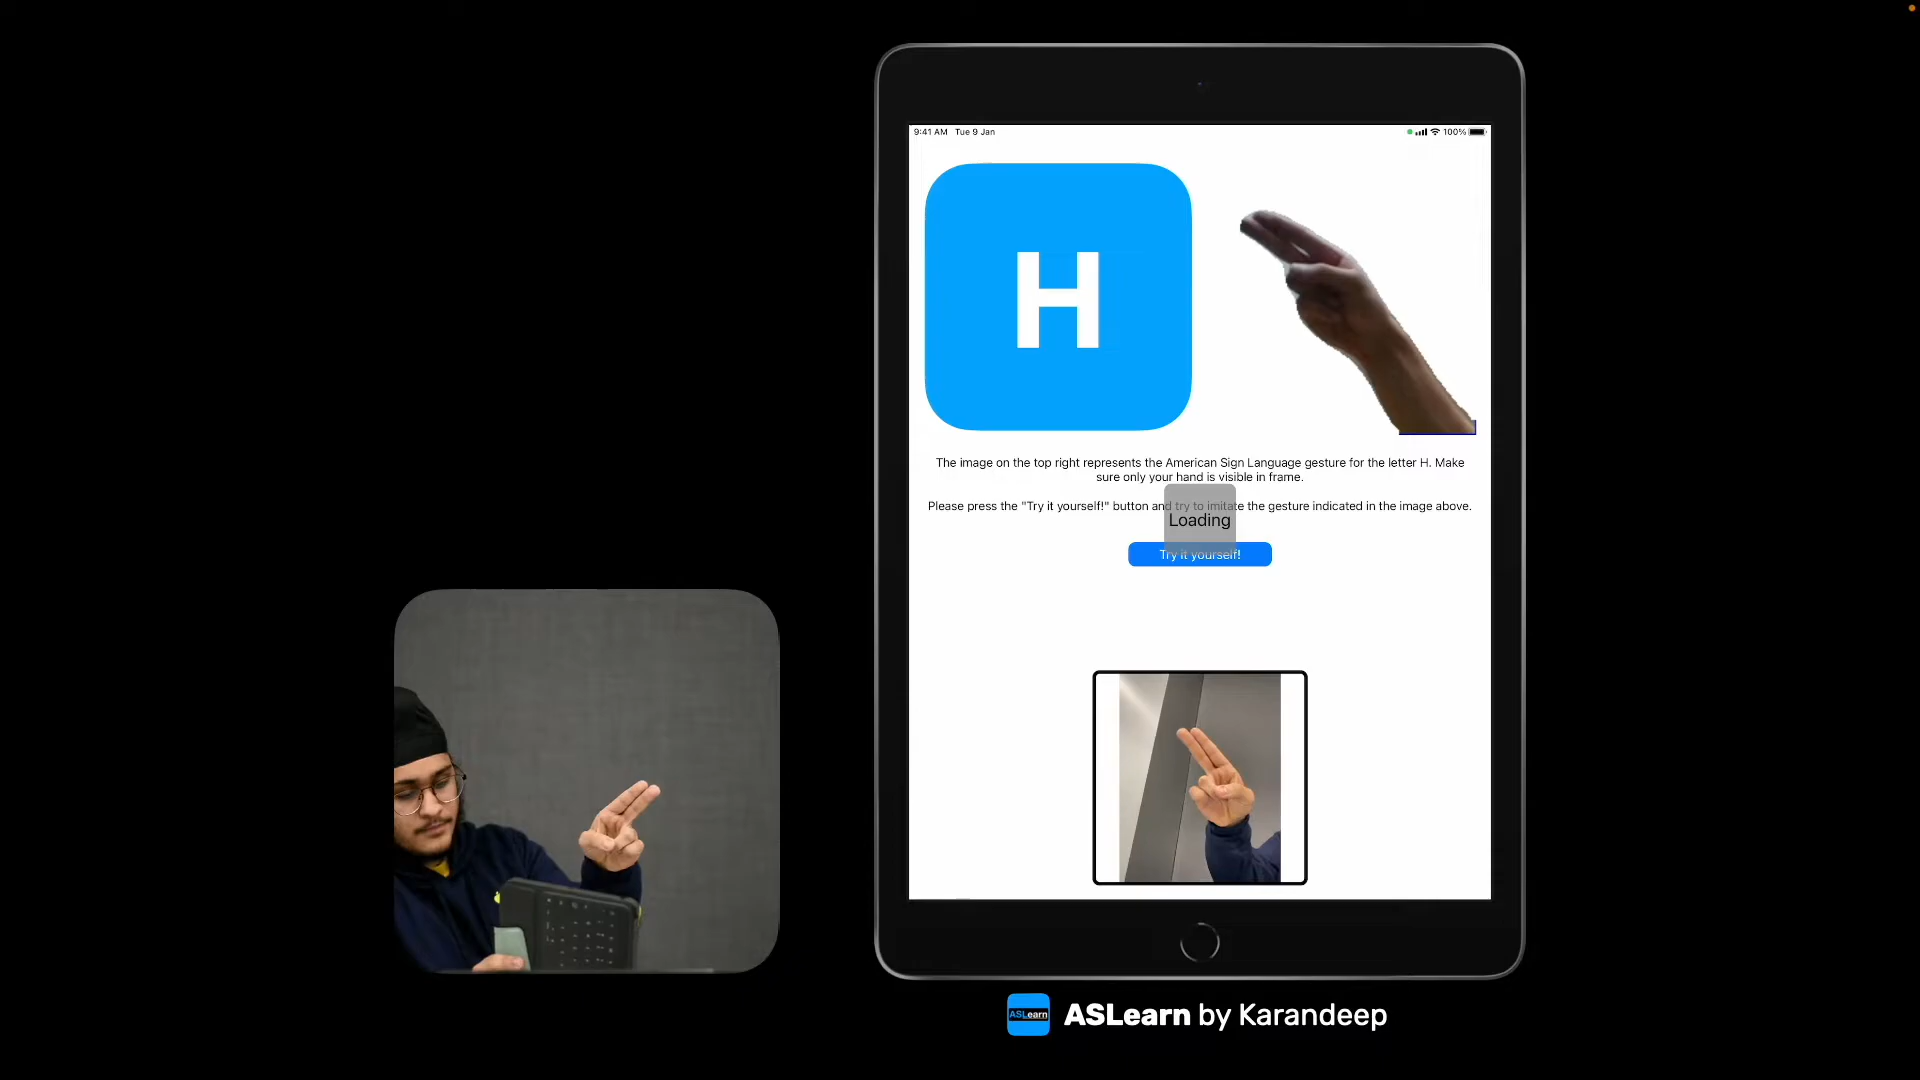 9:41 AM Tue 9 Jan
100%
H
The image on the top right represents the American Sign Language gesture for the letter H. Make
sure only your hand is visible in frame.
Please press the "Try it yourself!" button and try to imitate the gesture indicated in the image above.
Loading
Try it yourself!
ASLearn
ASLearn by Karandeep